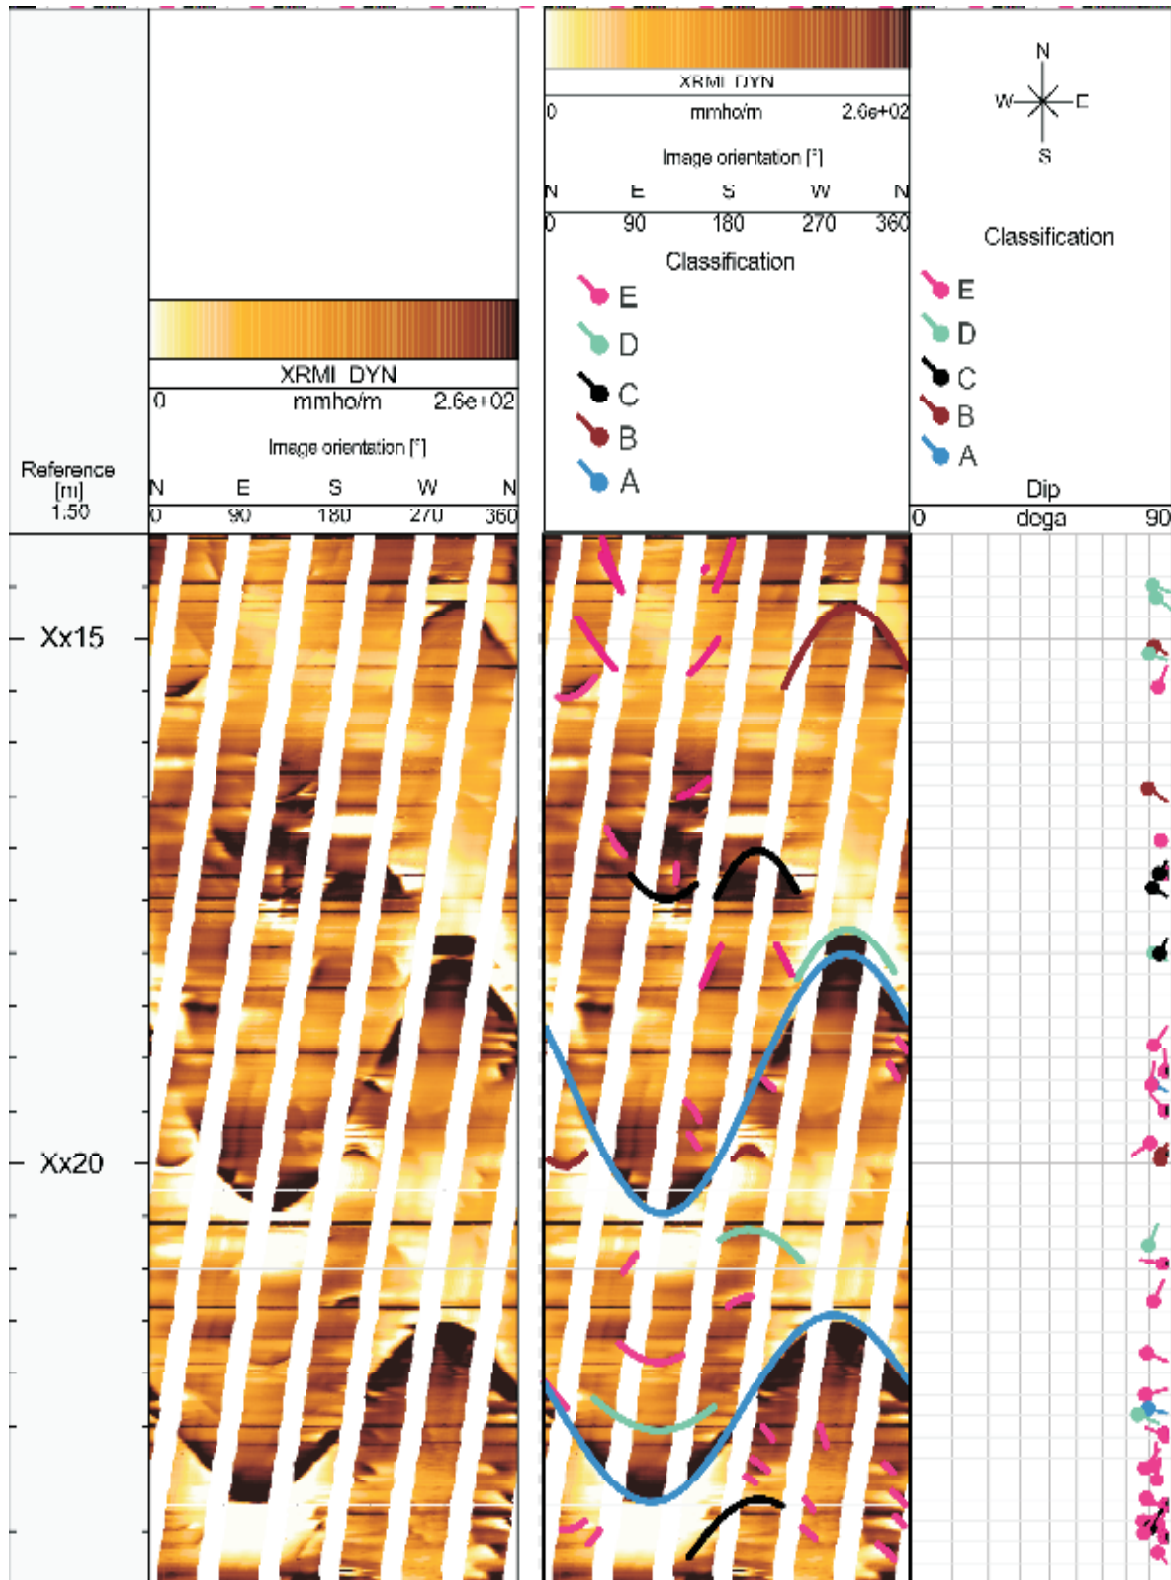 XRMI DYN
0 mmho/m 2.6e+02
Image orientation [°]
N E S W N
0 90 180 270 360
Classification
E
D
C
B
A
N
W E
S
Classification
E
D
C
B
A
Dip
0 dega 90
XRMI DYN
0 mmho/m 2.6e+02
Image orientation [°]
N E S W N
0 90 180 270 360
Reference
[m]
1:50
Xx15
Xx20